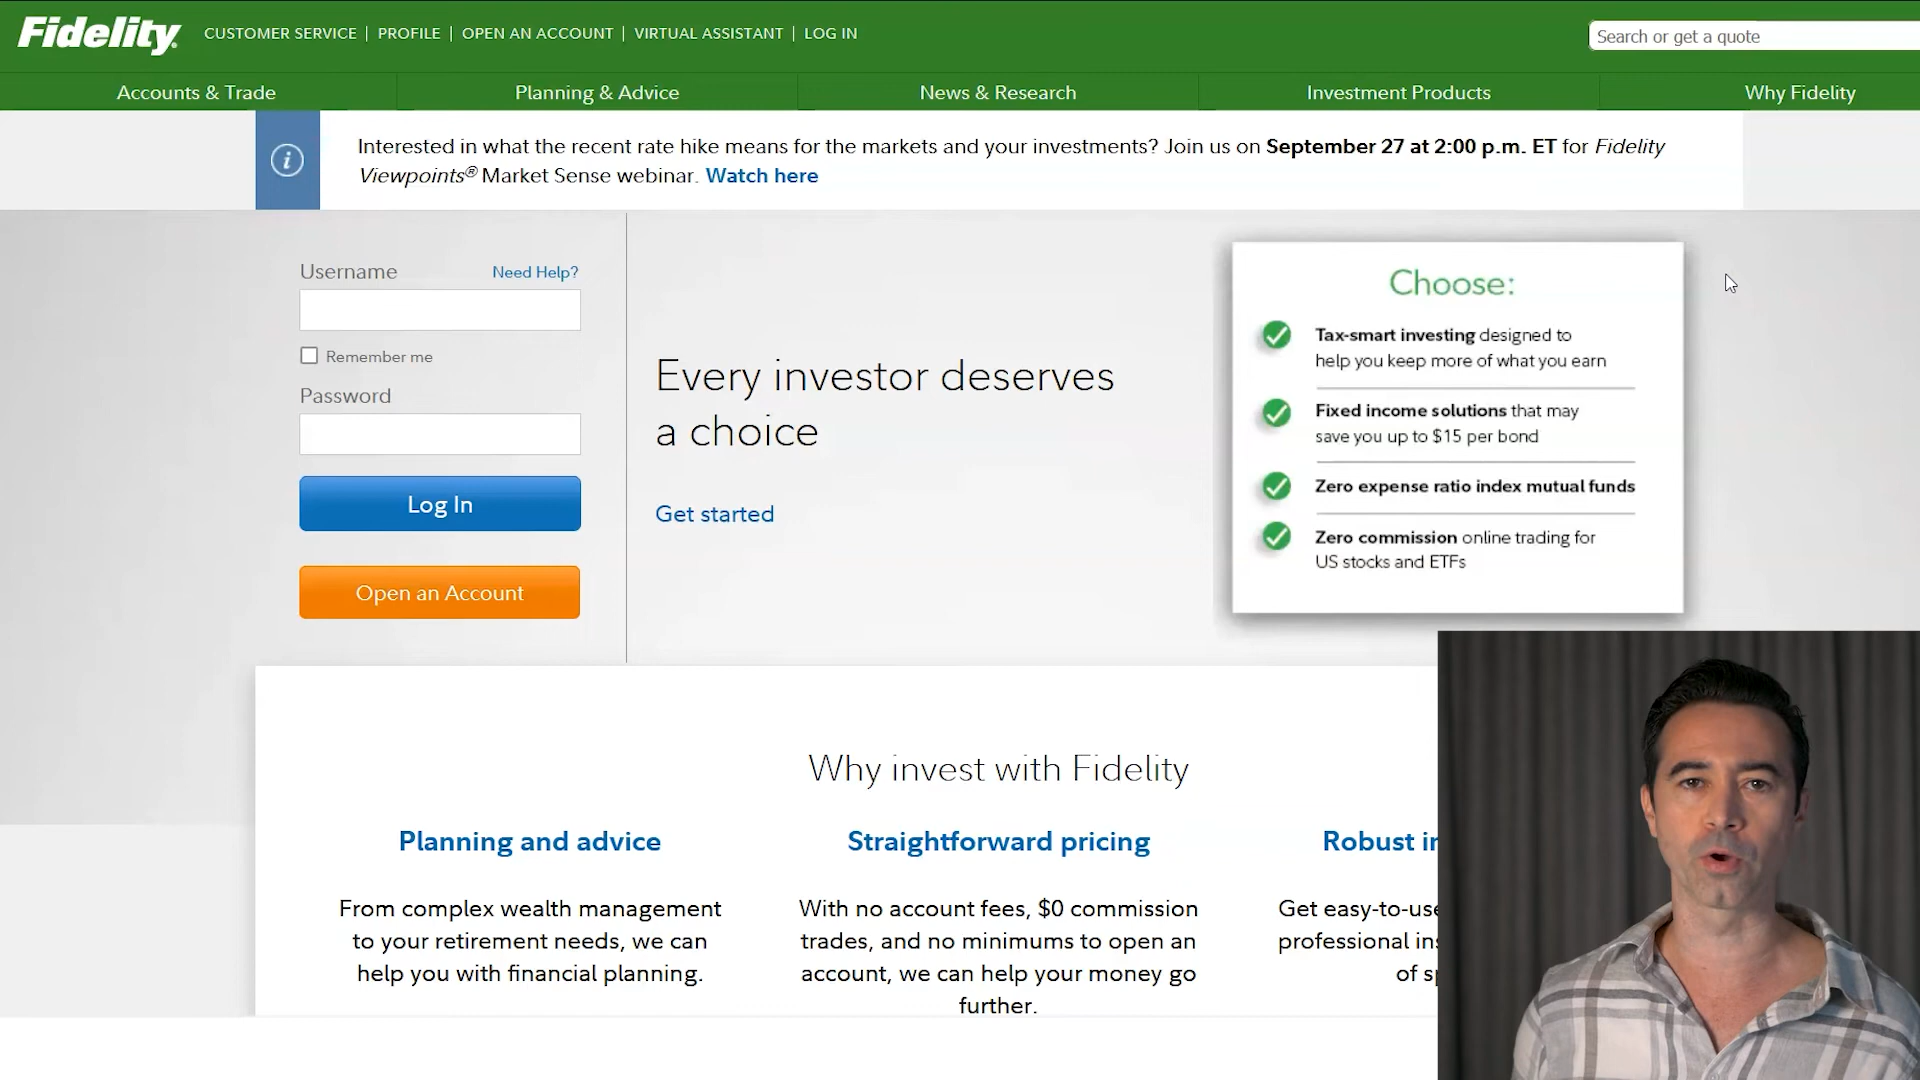 Fidelity
CUSTOMER SERVICE | PROFILE | OPEN AN ACCOUNT | VIRTUAL ASSISTANT | LOG IN
Search or get a quote
Accounts & Trade
Planning & Advice
News & Research
Investment Products
Why Fidelity
Interested in what the recent rate hike means for the markets and your investments? Join us on September 27 at 2:00 p.m. ET for Fidelity
Viewpoints® Market Sense webinar. Watch here
Username
Need Help?
Remember me
Password
Log In
Open an Account
Every investor deserves
a choice
Get started
Choose:
Tax-smart investing designed to
help you keep more of what you earn
Fixed income solutions that may
save you up to $15 per bond
Zero expense ratio index mutual funds
Zero commission online trading for
US stocks and ETFs
Why invest with Fidelity
Planning and advice
From complex wealth management
to your retirement needs, we can
help you with financial planning.
Straightforward pricing
With no account fees, $0 commission
trades, and no minimums to open an
account, we can help your money go
further.
Robust
Get easy-to-use
professional
of